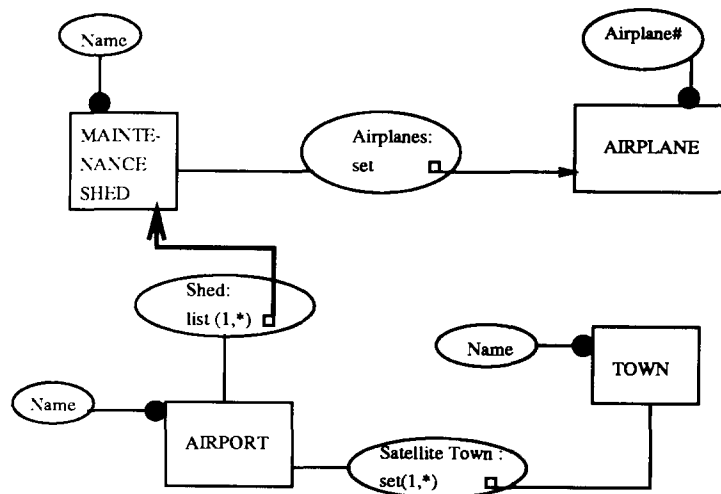 Name
Airplane#
MAINTE-
NANCE
SHED
Airplanes:
set
AIRPLANE
Shed:
list (1,*)
Name
TOWN
Name
AIRPORT
Satellite Town :
set(1,*)